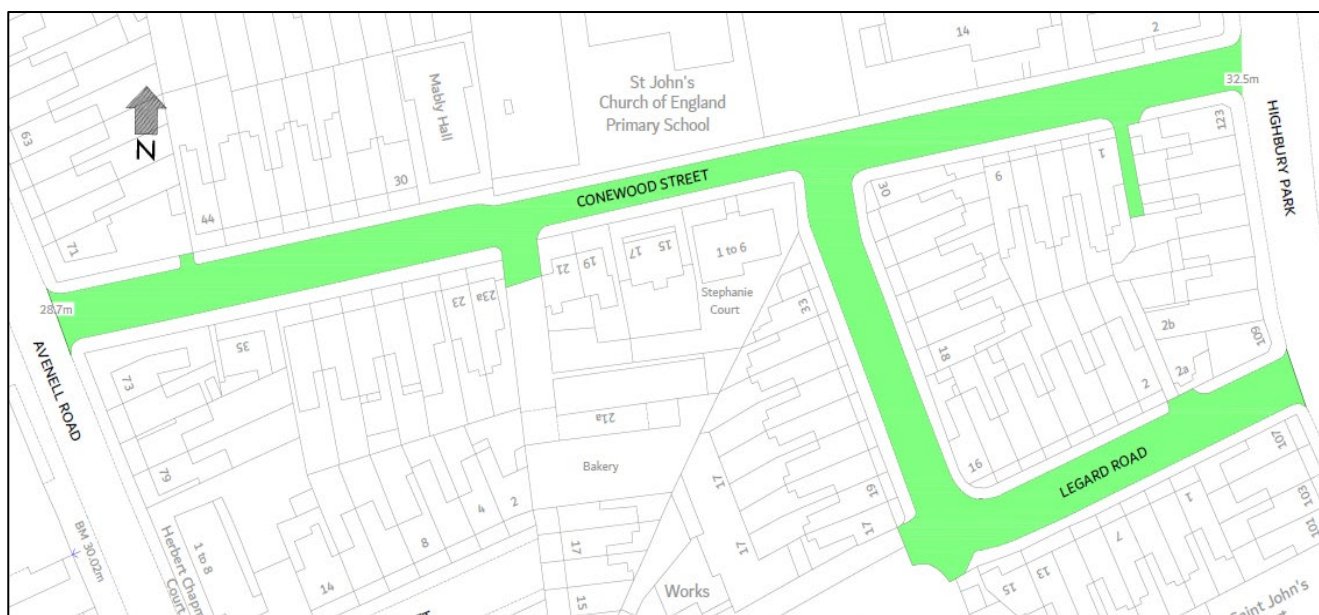 14
2
32.5m
St John's
Church of England
Primary School
Mably Hall
63
N
30
HIGHBURY PARK
123
CONEWOOD STREET
1
9
30
44
71
15
17
19
21
1 to 6
Stephanie
Court
23a
23
33
28.7m
AVENELL ROAD
35
73
18
2b
109
2a
2
21a
Bakery
79
4
2
8
14
16
LEGARD ROAD
107
103
101
17
17
19
17
1
7
13
15
BM 30.02m
Herbert Chapm
Court
1 to 8
17
15
Works
Saint John's